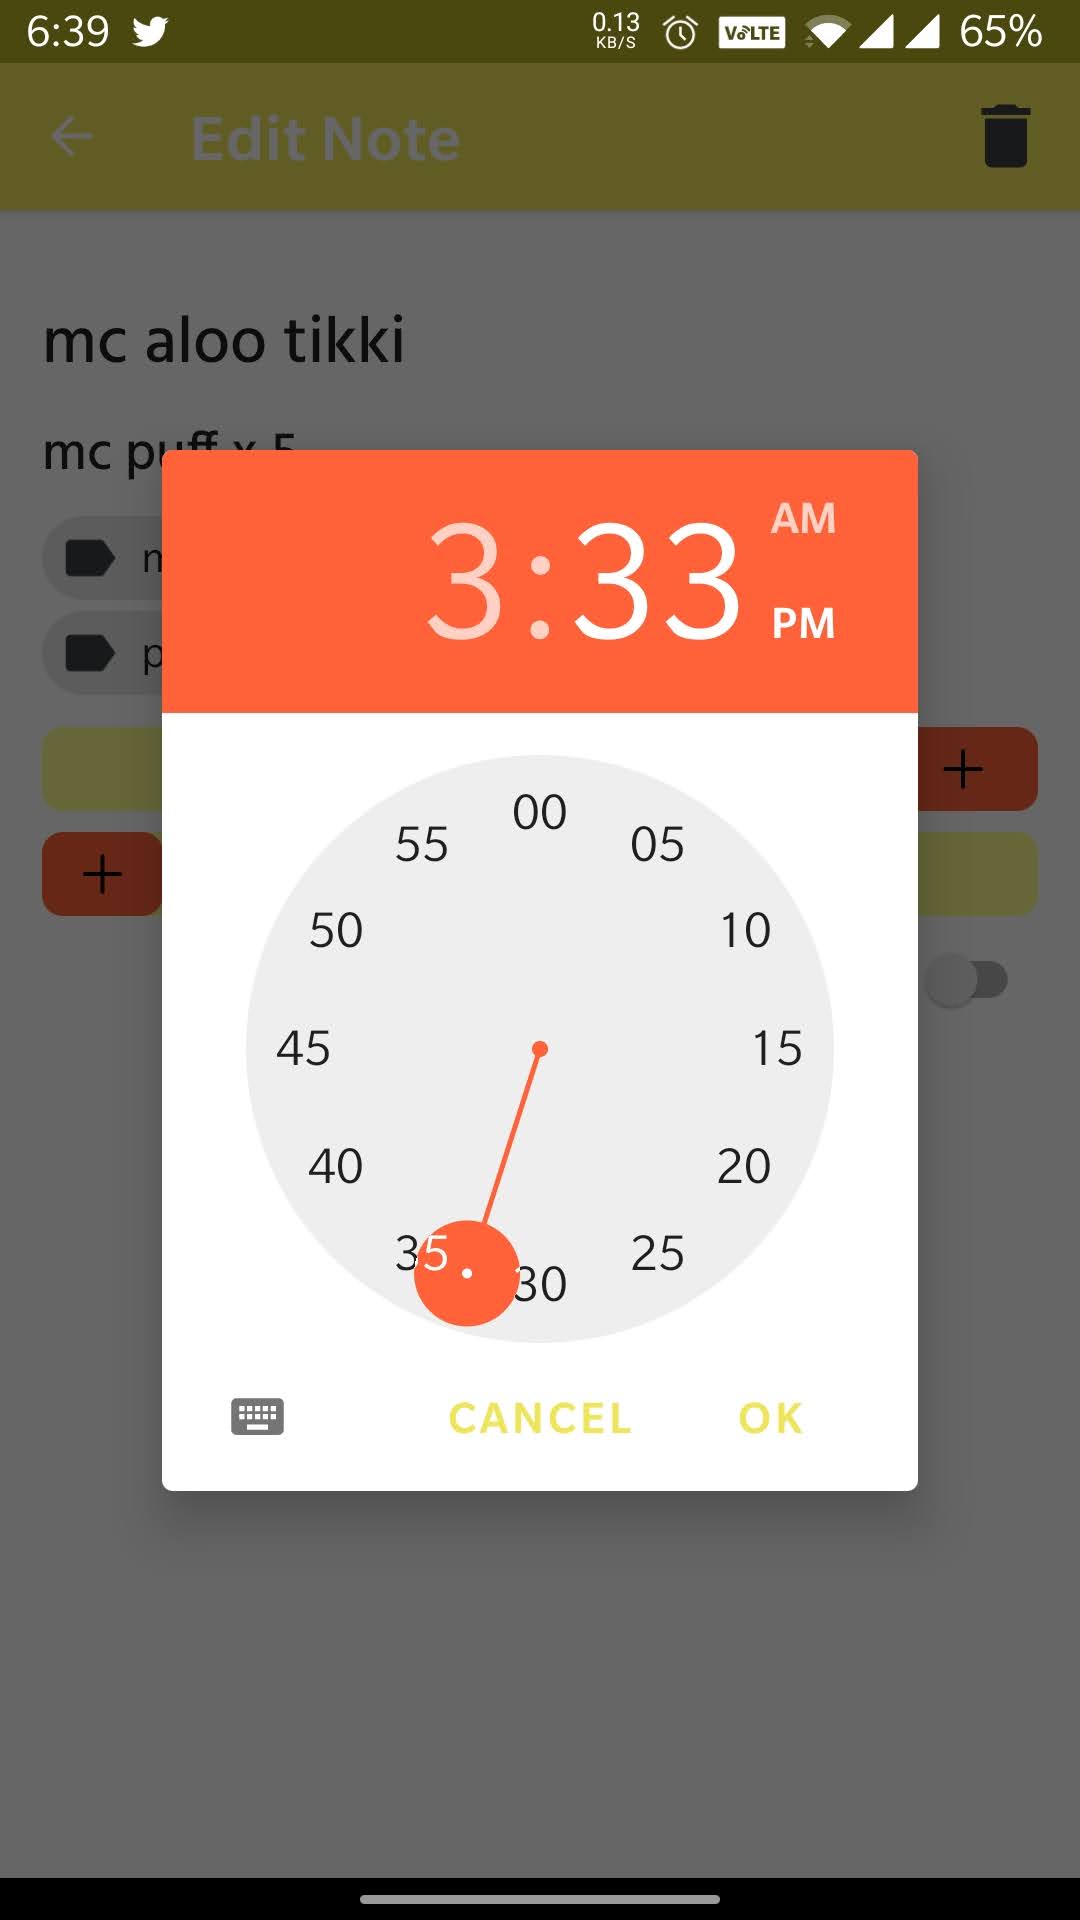 6:39 0.13 KB/S VoLTE 65%
Edit Note
mc aloo tikki
mc puff x 5
3:33 AM PM
00
55 05
50 10
45 15
40 20
35 25
30
CANCEL OK